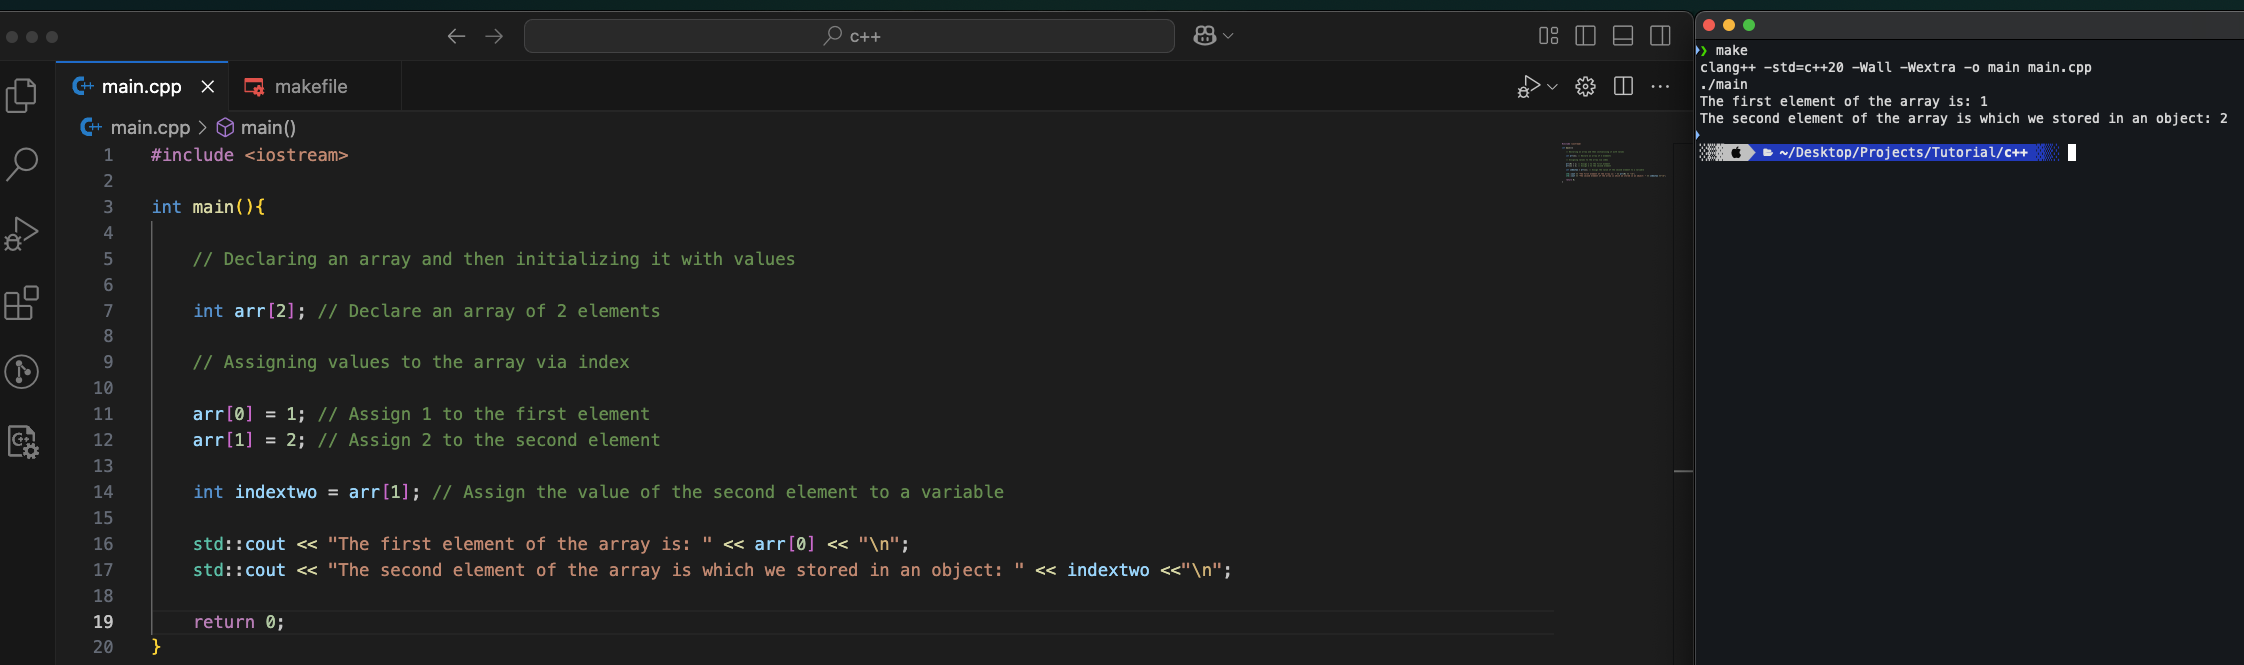 c++
main.cpp
makefile
main.cpp > main()
1 #include <iostream>
2
3 int main(){
4
5 // Declaring an array and then initializing it with values
6
7 int arr[2]; // Declare an array of 2 elements
8
9 // Assigning values to the array via index
10
11 arr[0] = 1; // Assign 1 to the first element
12 arr[1] = 2; // Assign 2 to the second element
13
14 int indextwo = arr[1]; // Assign the value of the second element to a variable
15
16 std::cout << "The first element of the array is: " << arr[0] << "\n";
17 std::cout << "The second element of the array is which we stored in an object: " << indextwo <<"\n";
18
19 return 0;
20 }
❯ make
clang++ -std=c++20 -Wall -Wextra -o main main.cpp
./main
The first element of the array is: 1
The second element of the array is which we stored in an object: 2
~/Desktop/Projects/Tutorial/c++